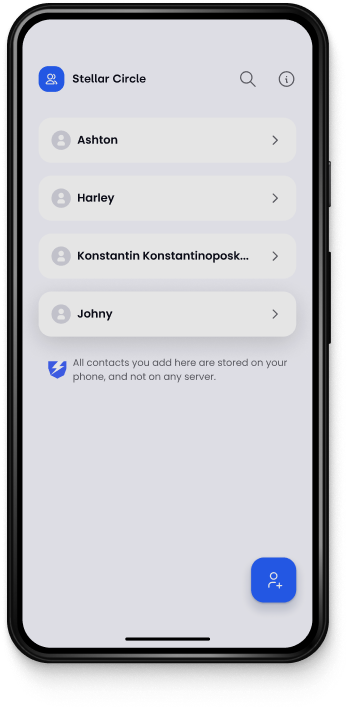 Stellar Circle
Ashton
Harley
Konstantin Konstantinoposk...
Johny
All contacts you add here are stored on your
phone, and not on any server.